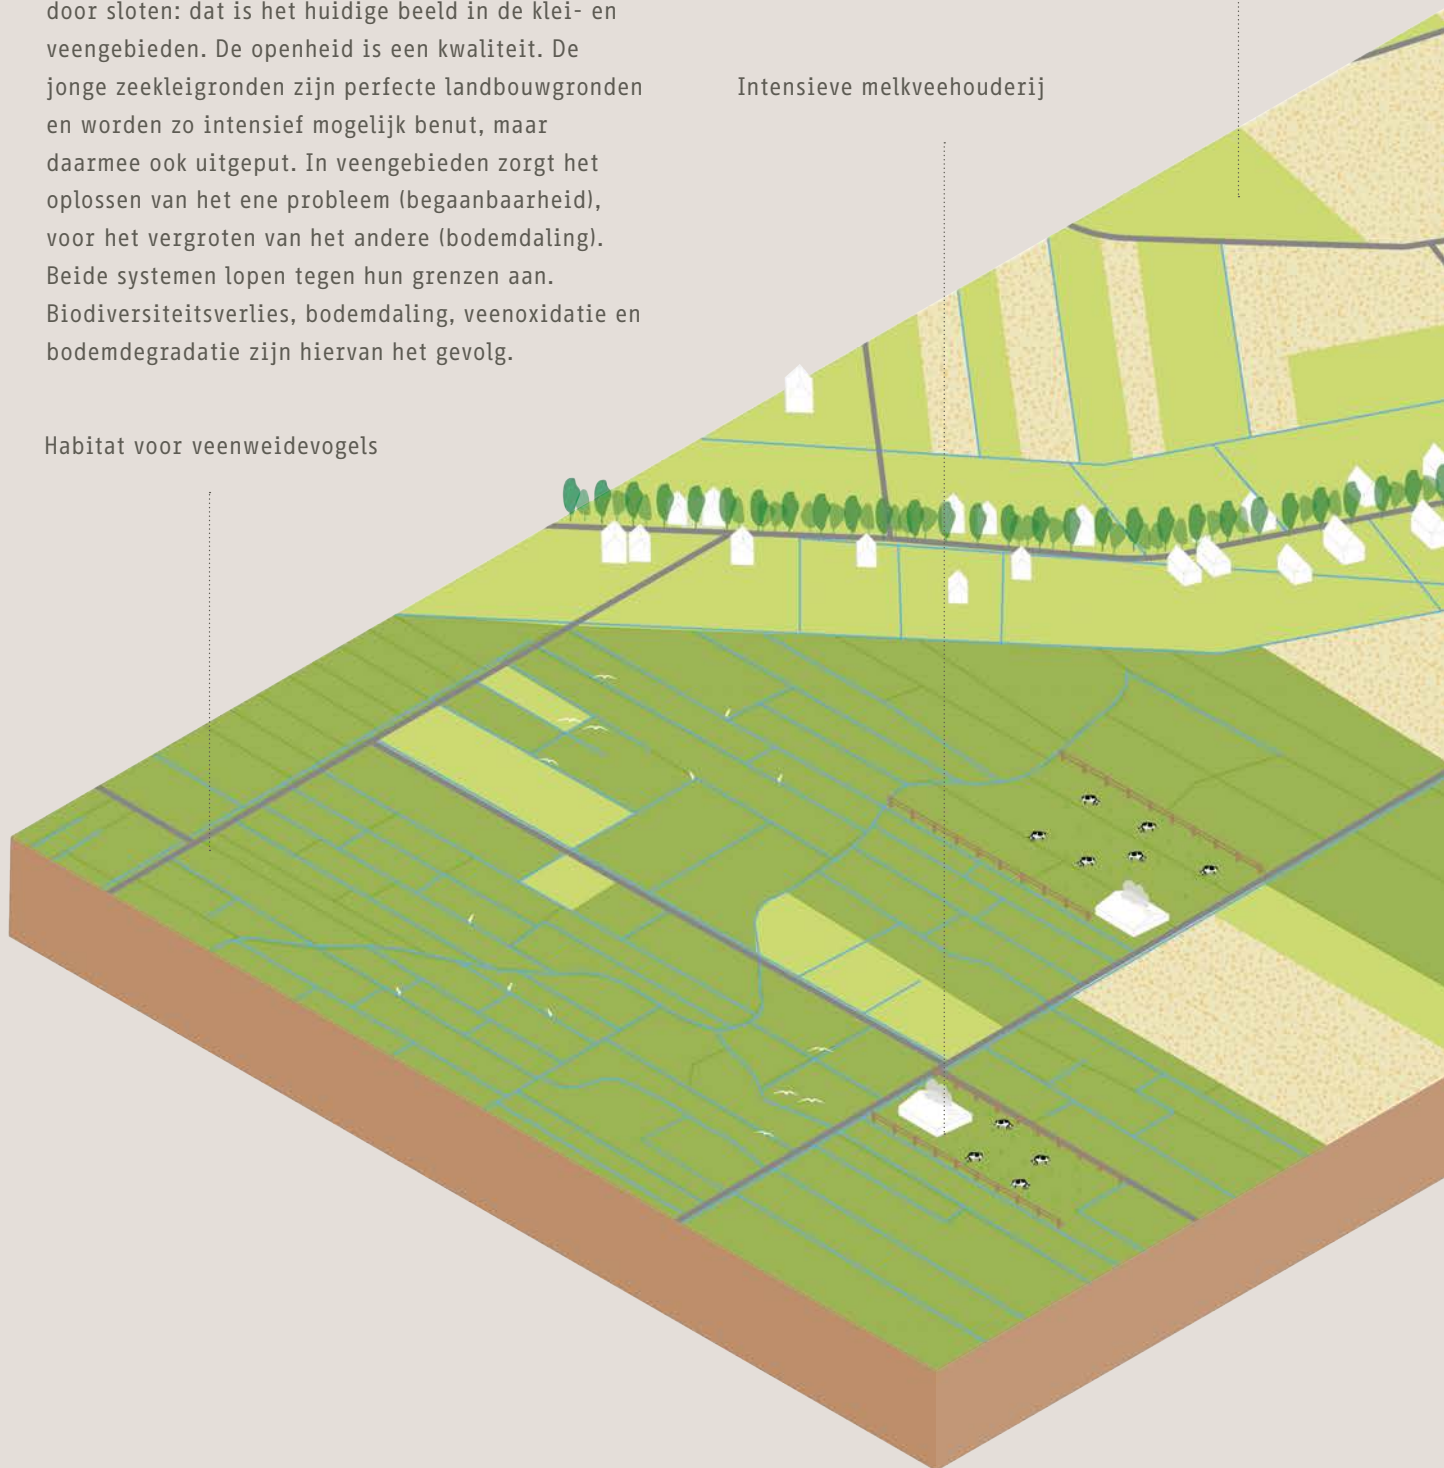 door sloten: dat is het huidige beeld in de klei- en
veengebieden. De openheid is een kwaliteit. De
jonge zeekleigronden zijn perfecte landbouwgronden
en worden zo intensief mogelijk benut, maar
daarmee ook uitgeput. In veengebieden zorgt het
oplossen van het ene probleem (begaanbaarheid),
voor het vergroten van het andere (bodemdaling).
Beide systemen lopen tegen hun grenzen aan.
Biodiversiteitsverlies, bodemdaling, veenoxidatie en
bodemdegradatie zijn hiervan het gevolg.
Intensieve melkveehouderij
Habitat voor veenweidevogels